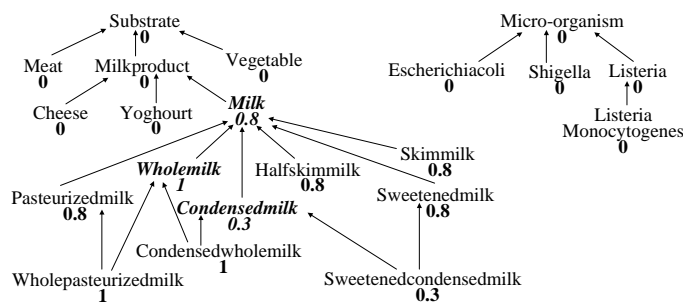 Substrate
0
Micro-organism
0
Meat
0
Milkproduct
0
Vegetable
0
Escherichiacoli
0
Shigella
0
Listeria
0
Cheese
0
Yoghourt
0
Milk
0.8
Listeria
Monocytogenes
0
Wholemilk
1
Halfskimmilk
0.8
Skimmilk
0.8
Pasteurizedmilk
0.8
Condensedmilk
0.3
Sweetenedmilk
0.8
Condensedwholemilk
1
Wholepasteurizedmilk
1
Sweetenedcondensedmilk
0.3